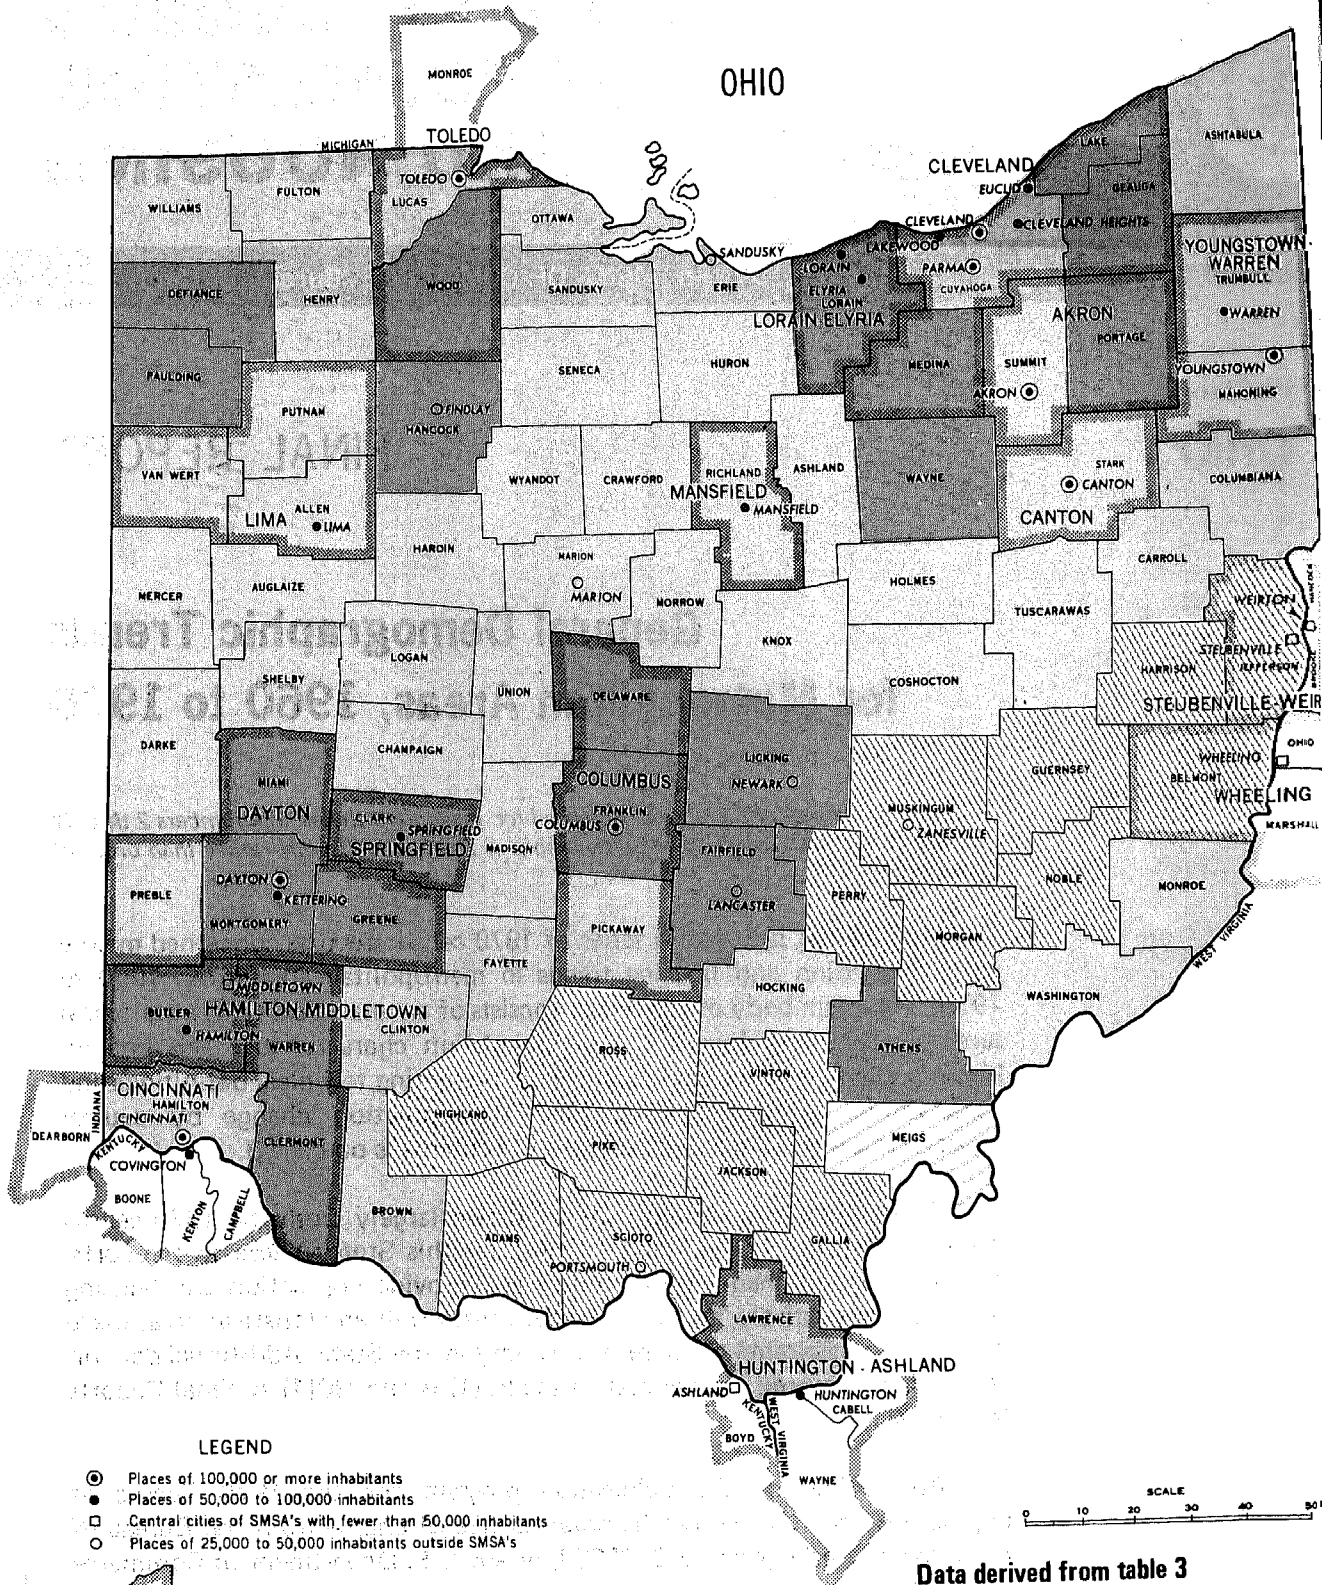 OHIO
MONROE
TOLEDO
MICHIGAN
TOLEDO
LUCAS
FULTON
WILLIAMS
OTTAWA
CLEVELAND
EUCLID
LAKE
ASHTABULA
GEAUGA
CLEVELAND
CLEVELAND HEIGHTS
LAKEWOOD
PARMA
CUYAHOGA
YOUNGSTOWN-
WARREN
TRUMBULL
WARREN
SANDUSKY
ERIE
LORAIN
ELYRIA
LORAIN
LORAIN-ELYRIA
DEFIANCE
HENRY
WOOD
SANDUSKY
AKRON
SUMMIT
AKRON
PORTAGE
MEDINA
YOUNGSTOWN
MAHONING
PAULDING
PUTNAM
SENECA
HURON
FINDLAY
HANCOCK
VAN WERT
ALLEN
LIMA
LIMA
WYANDOT
CRAWFORD
RICHLAND
MANSFIELD
MANSFIELD
ASHLAND
WAYNE
STARK
CANTON
CANTON
COLUMBIANA
HARDIN
MARION
MARION
MORROW
HOLMES
CARROLL
HANCOCK
MERCER
AUGLAIZE
TUSCARAWAS
WEIRTON
STEUBENVILLE
JEFFERSON
BROOKE
HARRISON
STEUBENVILLE-WEIR
LOGAN
KNOX
COSHOCTON
SHELBY
UNION
DELAWARE
DARKE
CHAMPAIGN
LICKING
NEWARK
GUERNSEY
WHEELING
OHIO
BELMONT
WHEELING
MARSHALL
MIAMI
DAYTON
CLARK
SPRINGFIELD
SPRINGFIELD
COLUMBUS
FRANKLIN
COLUMBUS
MADISON
MUSKINGUM
ZANESVILLE
FAIRFIELD
LANCASTER
NOBLE
MONROE
PREBLE
DAYTON
KETTERING
MONTGOMERY
GREENE
PERRY
MORGAN
PICKAWAY
FAYETTE
WEST VIRGINIA
HOCKING
WASHINGTON
MIDDLETOWN
HAMILTON-MIDDLETOWN
BUTLER
HAMILTON
WARREN
CLINTON
ROSS
VINTON
ATHENS
CINCINNATI
HAMILTON
CINCINNATI
INDIANA
DEARBORN
KENTUCKY
COVINGTON
BOONE
KENTON
CAMPBELL
CLERMONT
HIGHLAND
PIKE
MEIGS
JACKSON
BROWN
ADAMS
SCIOTO
PORTSMOUTH
GALLIA
LAWRENCE
HUNTINGTON-ASHLAND
ASHLAND
HUNTINGTON
CABELL
KENTUCKY
WEST VIRGINIA
BOYD
WAYNE
LEGEND
Places of 100,000 or more inhabitants
Places of 50,000 to 100,000 inhabitants
Central cities of SMSA's with fewer than 50,000 inhabitants
Places of 25,000 to 50,000 inhabitants outside SMSA's
SCALE
0 10 20 30 40 50
Data derived from table 3